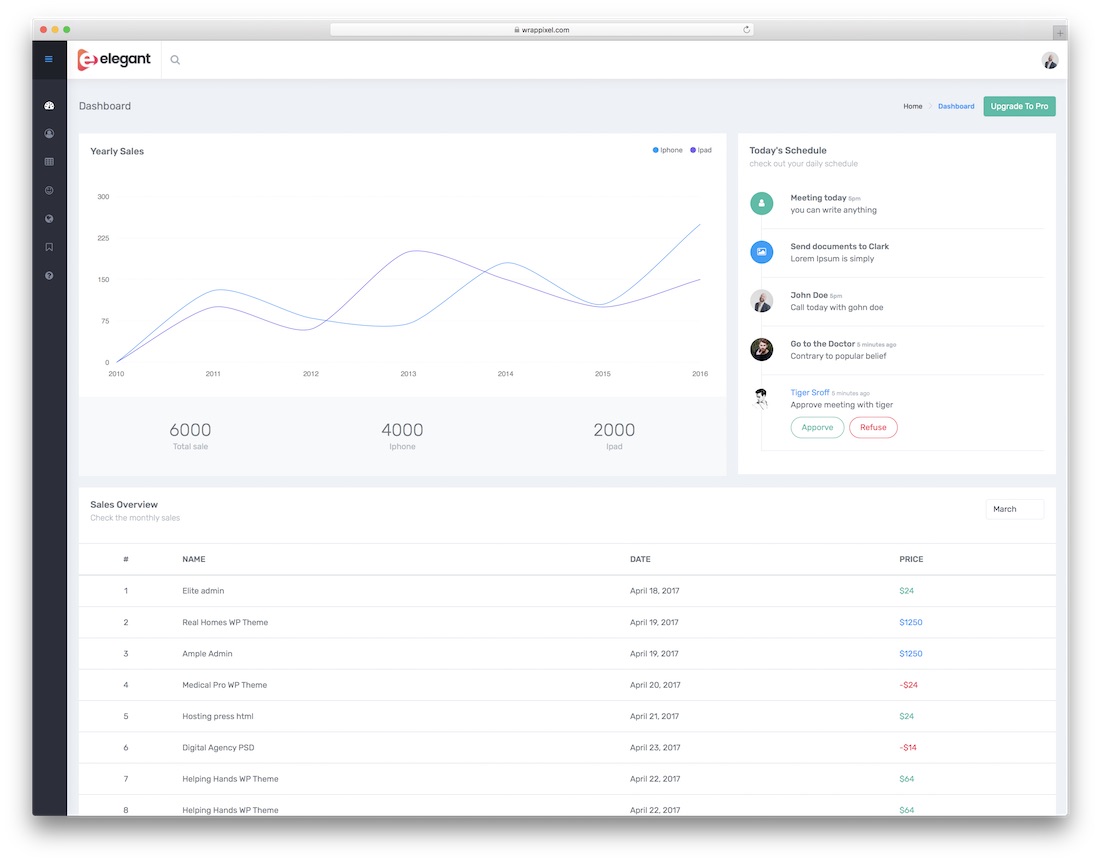 wrappixel.com
elegant
Dashboard
Home
Dashboard
Upgrade To Pro
Yearly Sales
Iphone
Ipad
300
225
150
75
0
2010 2011 2012 2013 2014 2015 2016
6000
Total sale
4000
Iphone
2000
Ipad
Today's Schedule
check out your daily schedule
Meeting today 5pm
you can write anything
Send documents to Clark
Lorem Ipsum is simply
John Doe 5pm
Call today with gohn doe
Go to the Doctor 5 minutes ago
Contrary to popular belief
Tiger Sroff 5 minutes ago
Approve meeting with tiger
Apporve
Refuse
Sales Overview
Check the monthly sales
March
# NAME DATE PRICE
1 Elite admin April 18, 2017 $24
2 Real Homes WP Theme April 19, 2017 $1250
3 Ample Admin April 19, 2017 $1250
4 Medical Pro WP Theme April 20, 2017 -$24
5 Hosting press html April 21, 2017 $24
6 Digital Agency PSD April 23, 2017 -$14
7 Helping Hands WP Theme April 22, 2017 $64
8 Helping Hands WP Theme April 22, 2017 $64